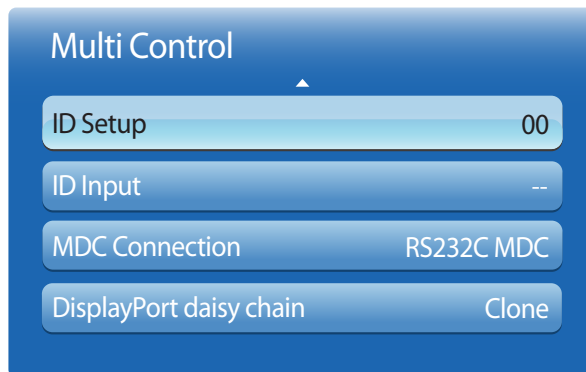 Multi Control
ID Setup 00
ID Input --
MDC Connection RS232C MDC
DisplayPort daisy chain Clone